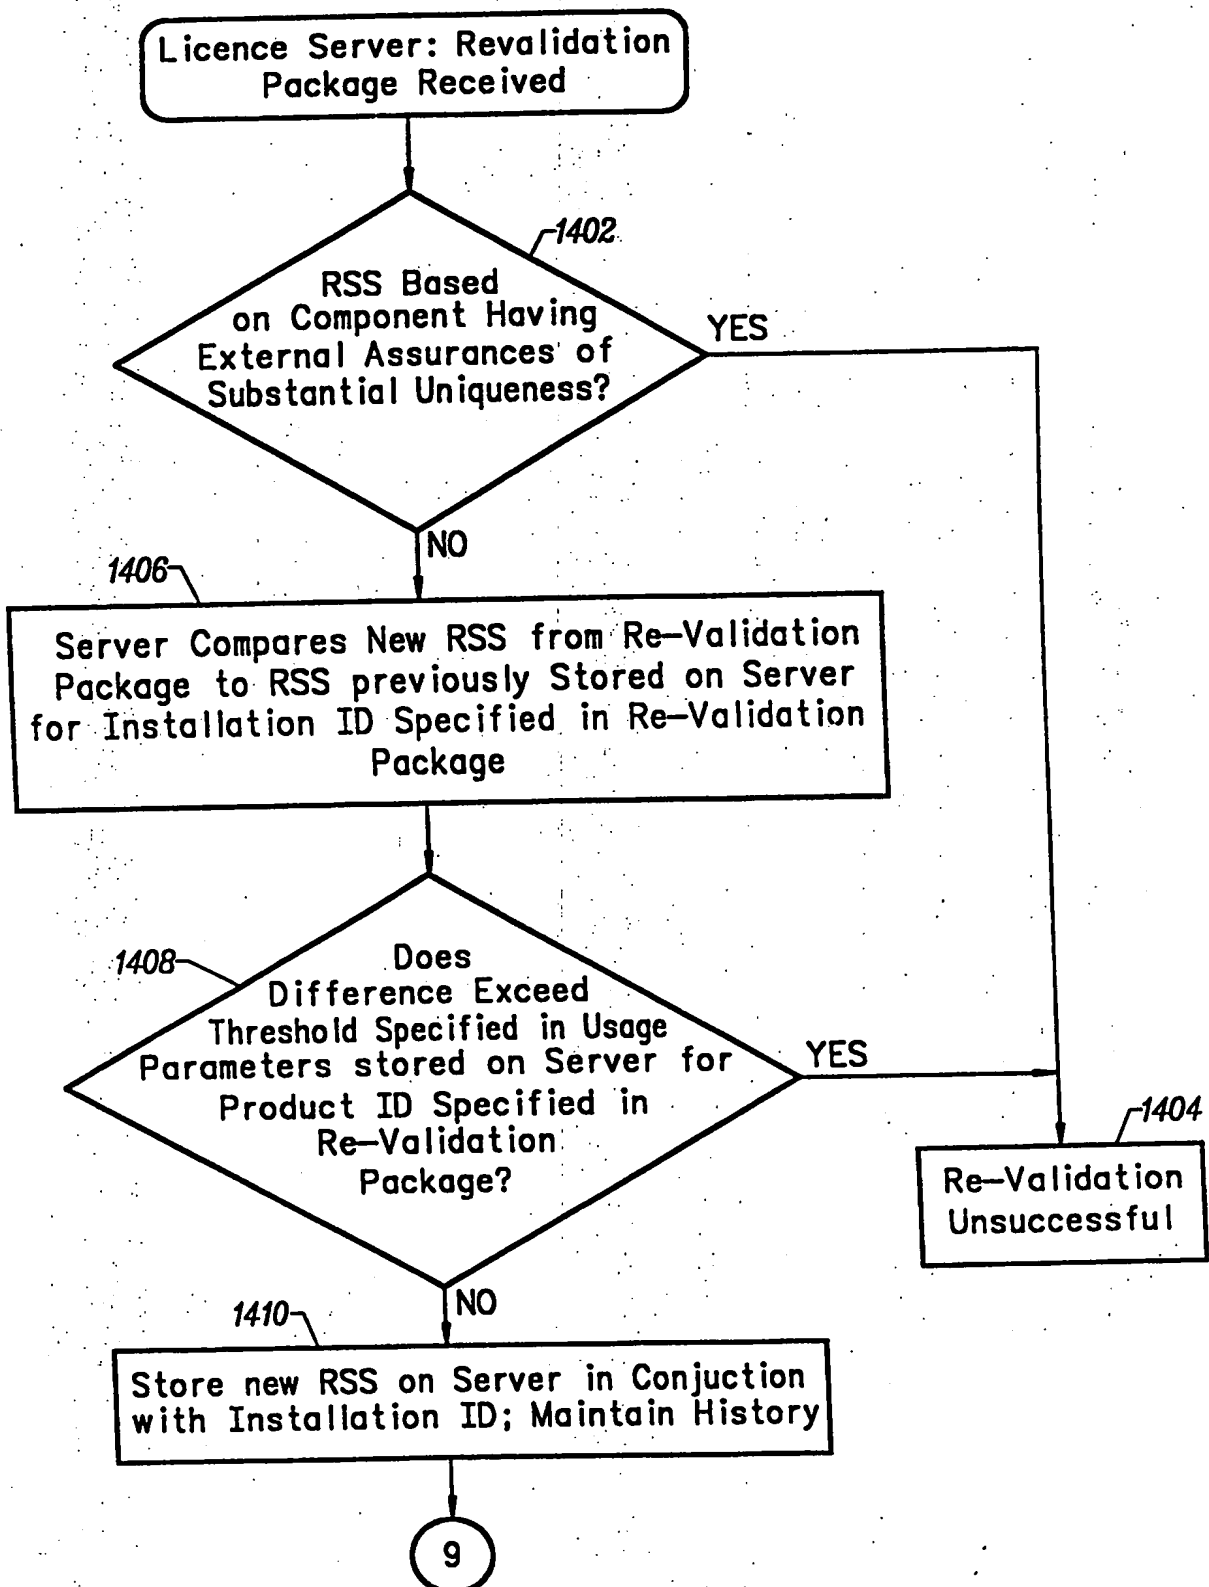 Licence Server: Revalidation
Package Received
1402
RSS Based
on Component Having
External Assurances of
Substantial Uniqueness?
YES
NO
1406
Server Compares New RSS from Re-Validation
Package to RSS previously Stored on Server
for Installation ID Specified in Re-Validation
Package
1408
Does
Difference Exceed
Threshold Specified in Usage
Parameters stored on Server for
Product ID Specified in
Re-Validation
Package?
YES
1404
Re-Validation
Unsuccessful
NO
1410
Store new RSS on Server in Conjuction
with Installation ID; Maintain History
9